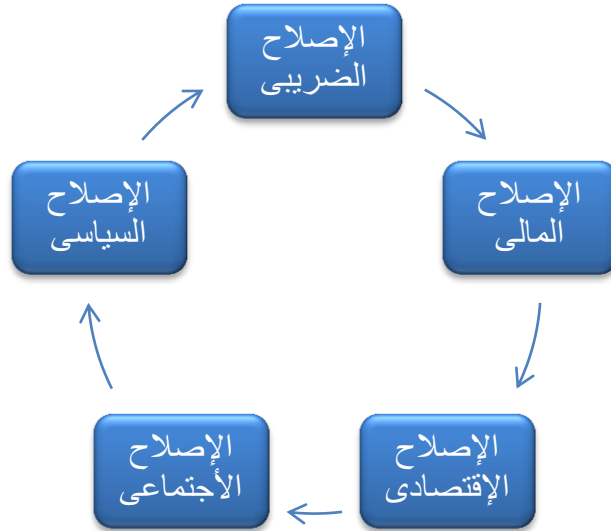 الإصلاح
الضريبى
الإصلاح
المالى
الإصلاح
الإقتصادى
الإصلاح
الأجتماعى
الإصلاح
السياسى